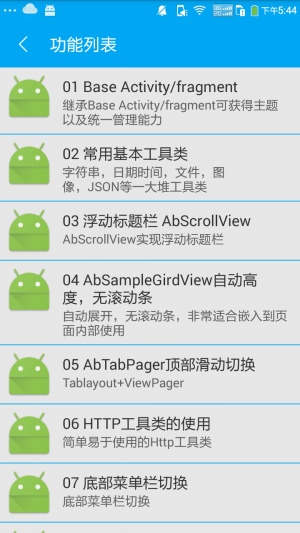 下午5:44
功能列表
01 Base Activity/fragment
继承Base Activity/fragment可获得主题
以及统一管理能力
02 常用基本工具类
字符串，日期时间，文件，图
像，JSON等一大堆工具类
03 浮动标题栏 AbScrollView
AbScrollView实现浮动标题栏
04 AbSampleGirdView自动高
度，无滚动条
自动展开，无滚动条，非常适合嵌入到页
面内部使用
05 AbTabPager顶部滑动切换
Tablayout+ViewPager
06 HTTP工具类的使用
简单易于使用的Http工具类
07 底部菜单栏切换
底部菜单栏切换